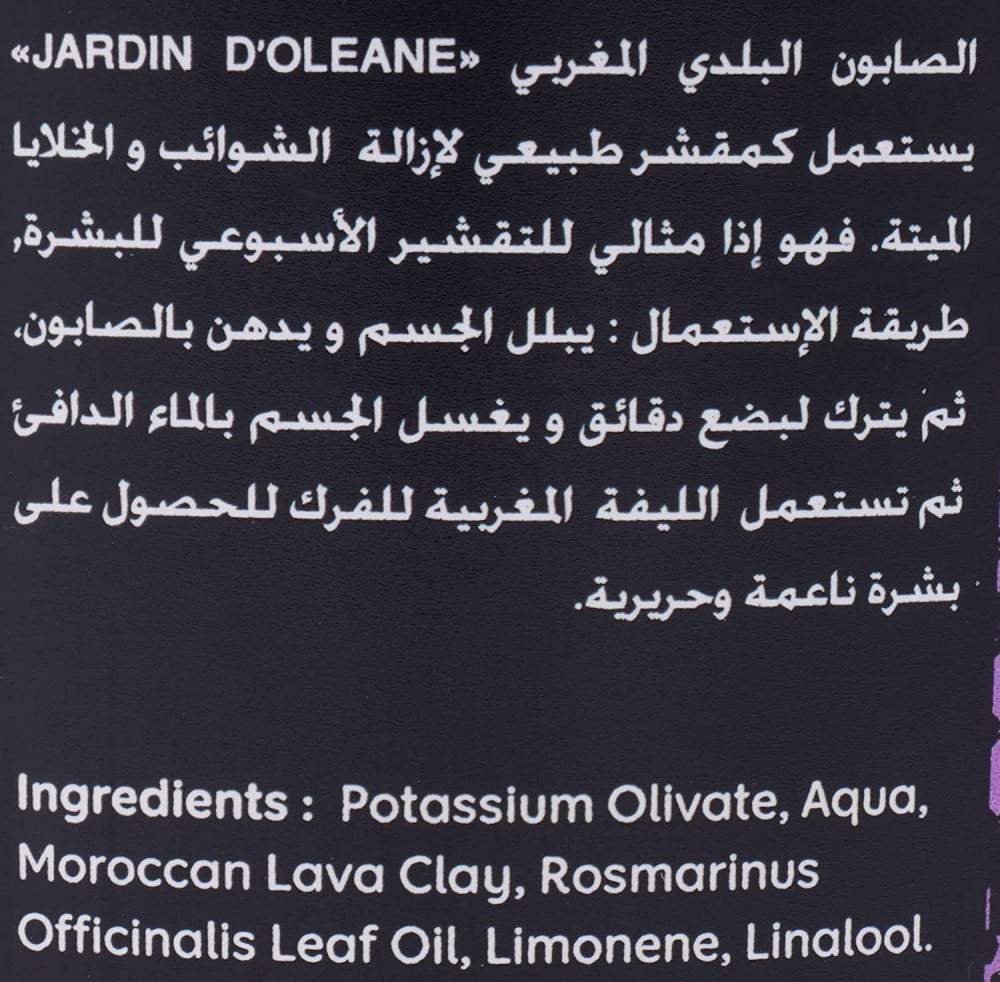 الصابون البلدي المغربي «JARDIN D'OLEANE»
يستعمل كمقشر طبيعي لإزالة الشوائب و الخلايا
الميتة. فهو إذا مثالي للتقشير الأسبوعي للبشرة,
طريقة الإستعمال : يبلل الجسم و يدهن بالصابون.
ثم يترك لبضع دقائق و يغسل الجسم بالماء الدافئ
ثم تستعمل الليفة المغربية للفرك للحصول على
بشرة ناعمة وحريرية.
Ingredients : Potassium Olivate, Aqua,
Moroccan Lava Clay, Rosmarinus
Officinalis Leaf Oil, Limonene, Linalool.